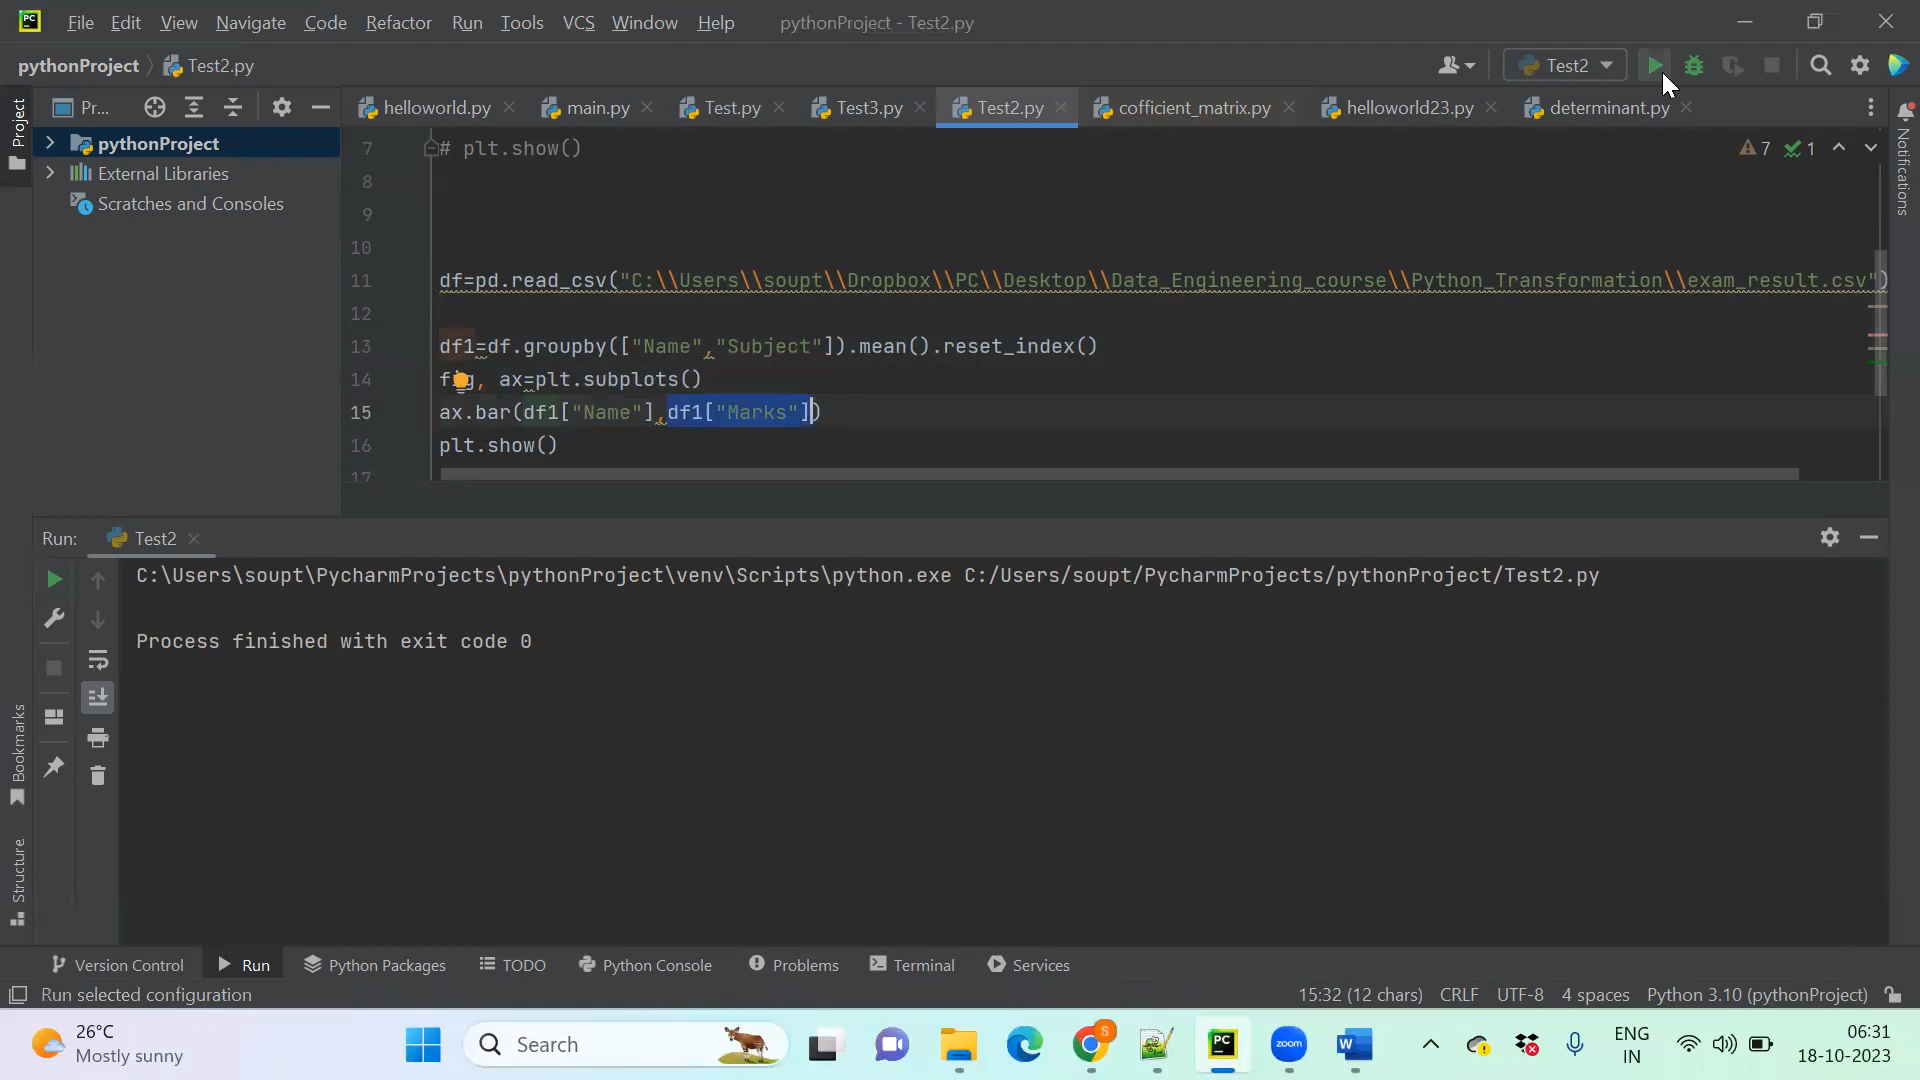 PC File Edit View Navigate Code Refactor Run Tools VCS Window Help pythonProject - Test2.py
pythonProject Test2.py Test2
Project
Pr... helloworld.py main.py Test.py Test3.py Test2.py cofficient_matrix.py helloworld23.py determinant.py
Notifications
pythonProject
External Libraries
Scratches and Consoles
7 # plt.show() 7 1
8
9
10
11 df=pd.read_csv("C:\\Users\\soupt\\Dropbox\\PC\\Desktop\\Data_Engineering_course\\Python_Transformation\\exam_result.csv")
12
13 df1=df.groupby(["Name","Subject"]).mean().reset_index()
14 fig, ax=plt.subplots()
15 ax.bar(df1["Name"],df1["Marks"])
16 plt.show()
17
Run: Test2
C:\Users\soupt\PycharmProjects\pythonProject\venv\Scripts\python.exe C:/Users/soupt/PycharmProjects/pythonProject/Test2.py
Process finished with exit code 0
Bookmarks
Structure
Version Control Run Python Packages TODO Python Console Problems Terminal Services
Run selected configuration 15:32 (12 chars) CRLF UTF-8 4 spaces Python 3.10 (pythonProject)
26°C
Mostly sunny
Search
S
PC
zoom
W
ENG
IN
06:31
18-10-2023